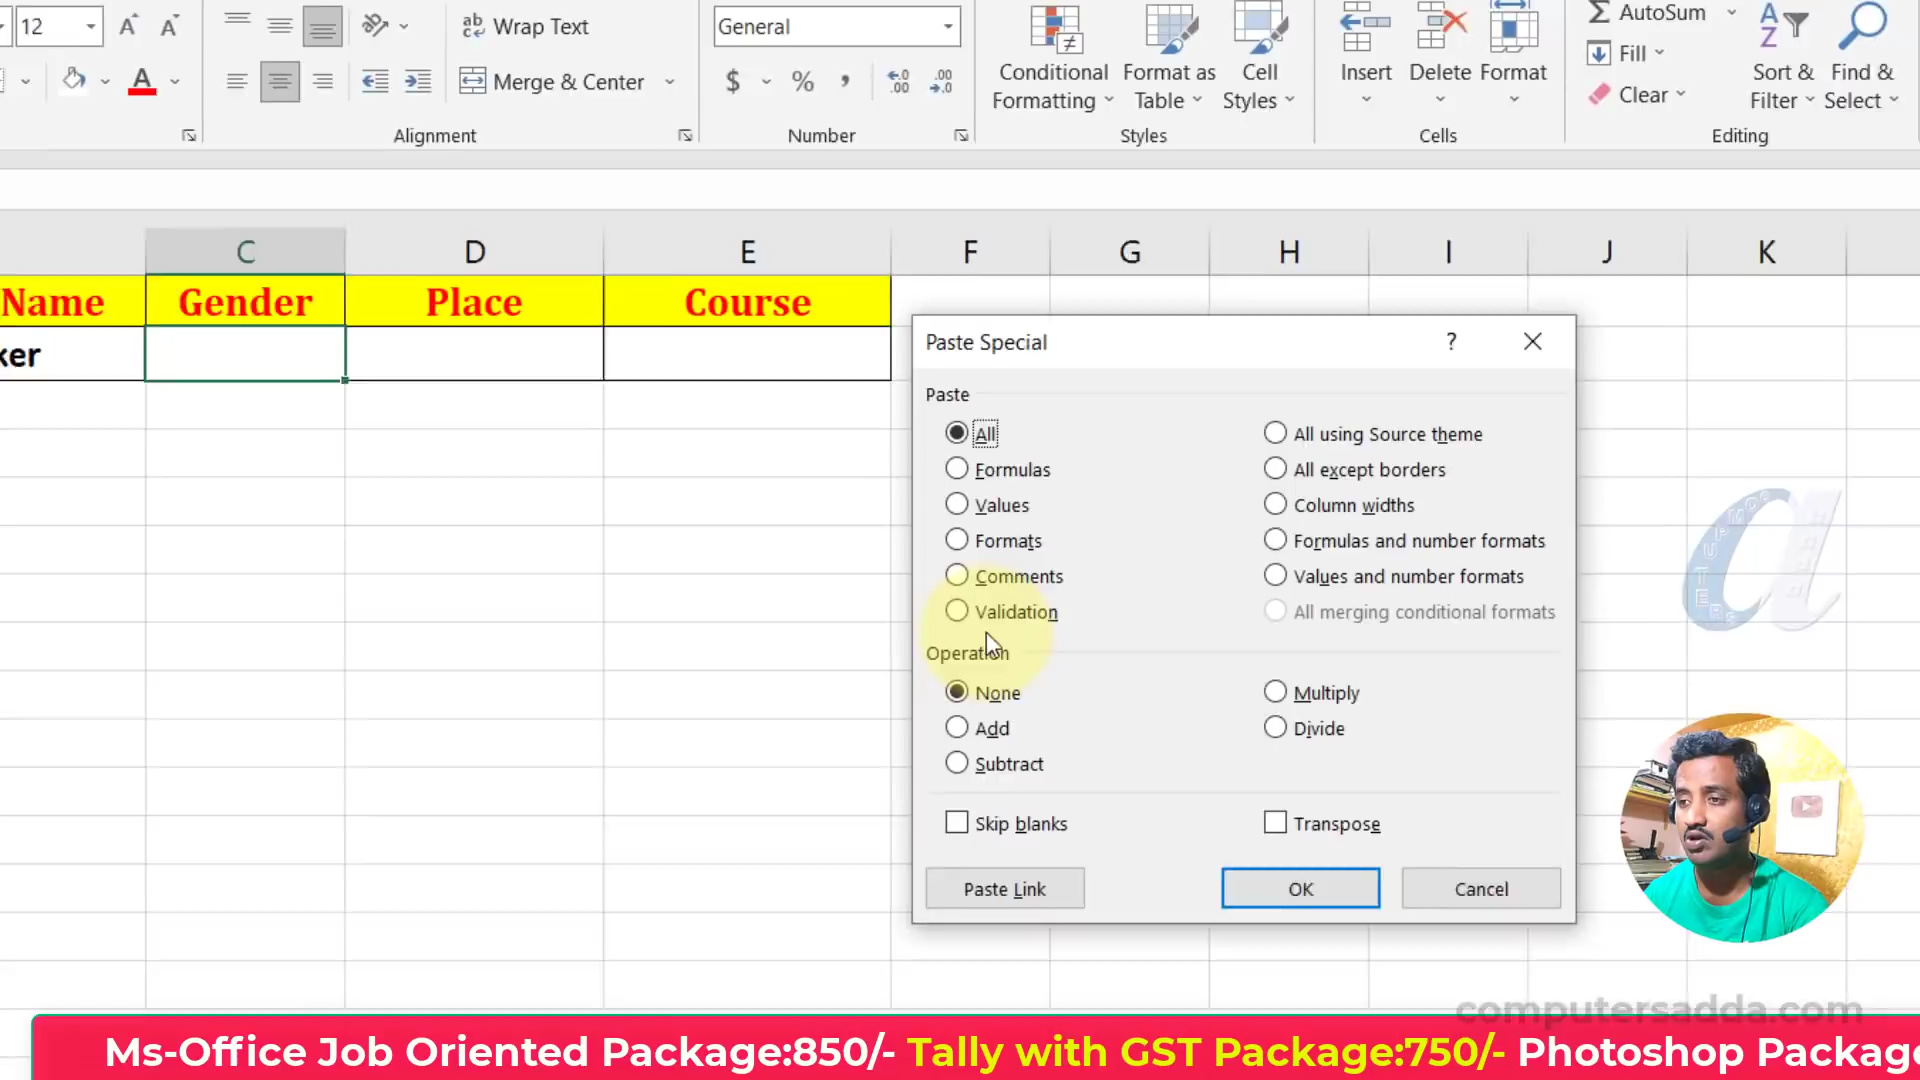 12 Wrap Text General AutoSum
Merge & Center $ % Conditional Formatting Format as Table Cell Styles Insert Delete Format Fill Clear Sort & Filter Find & Select
Alignment Number Styles Cells Editing
C D E F G H I J K
Name Gender Place Course
ker
Paste Special ?
Paste
All All using Source theme
Formulas All except borders
Values Column widths
Formats Formulas and number formats
Comments Values and number formats
Validation All merging conditional formats
Operation
None Multiply
Add Divide
Subtract
Skip blanks Transpose
Paste Link OK Cancel
computersadda.com
Ms-Office Job Oriented Package:850/- Tally with GST Package:750/- Photoshop Package